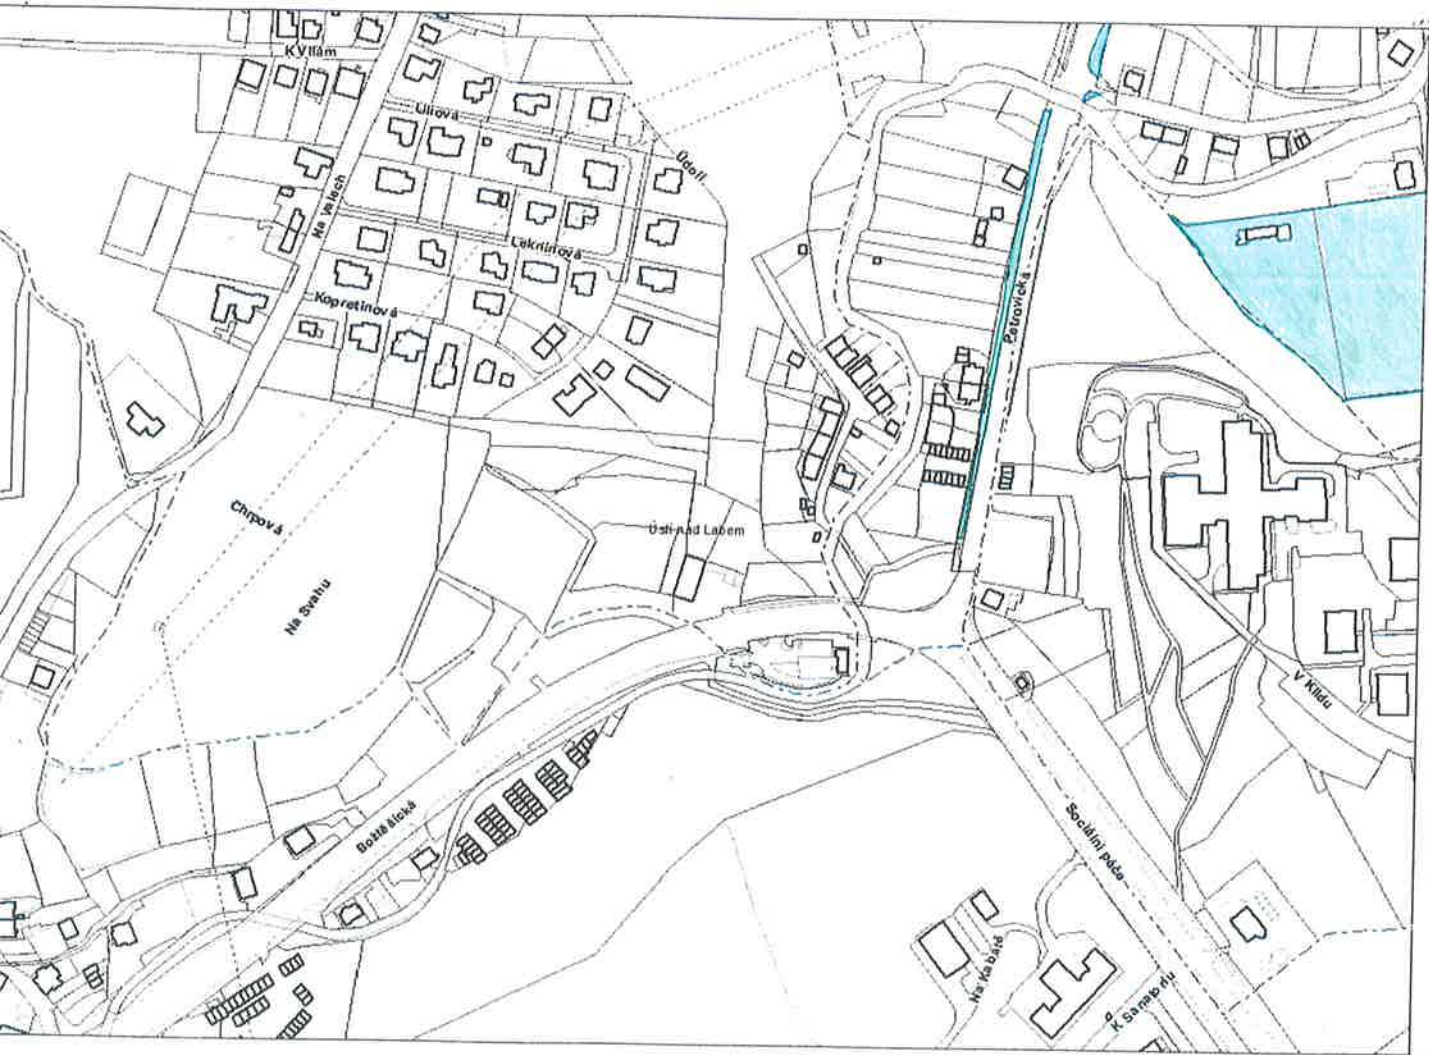 K Vilám
Liliová
Údolí
Na Valech
Leknínová
Kopretinová
Petrovická
Chrpová
Ústí nad Labem
Na Svahu
V Klidu
Božtěšická
Sociální péče
Na Kabátě
K Sanatoriu